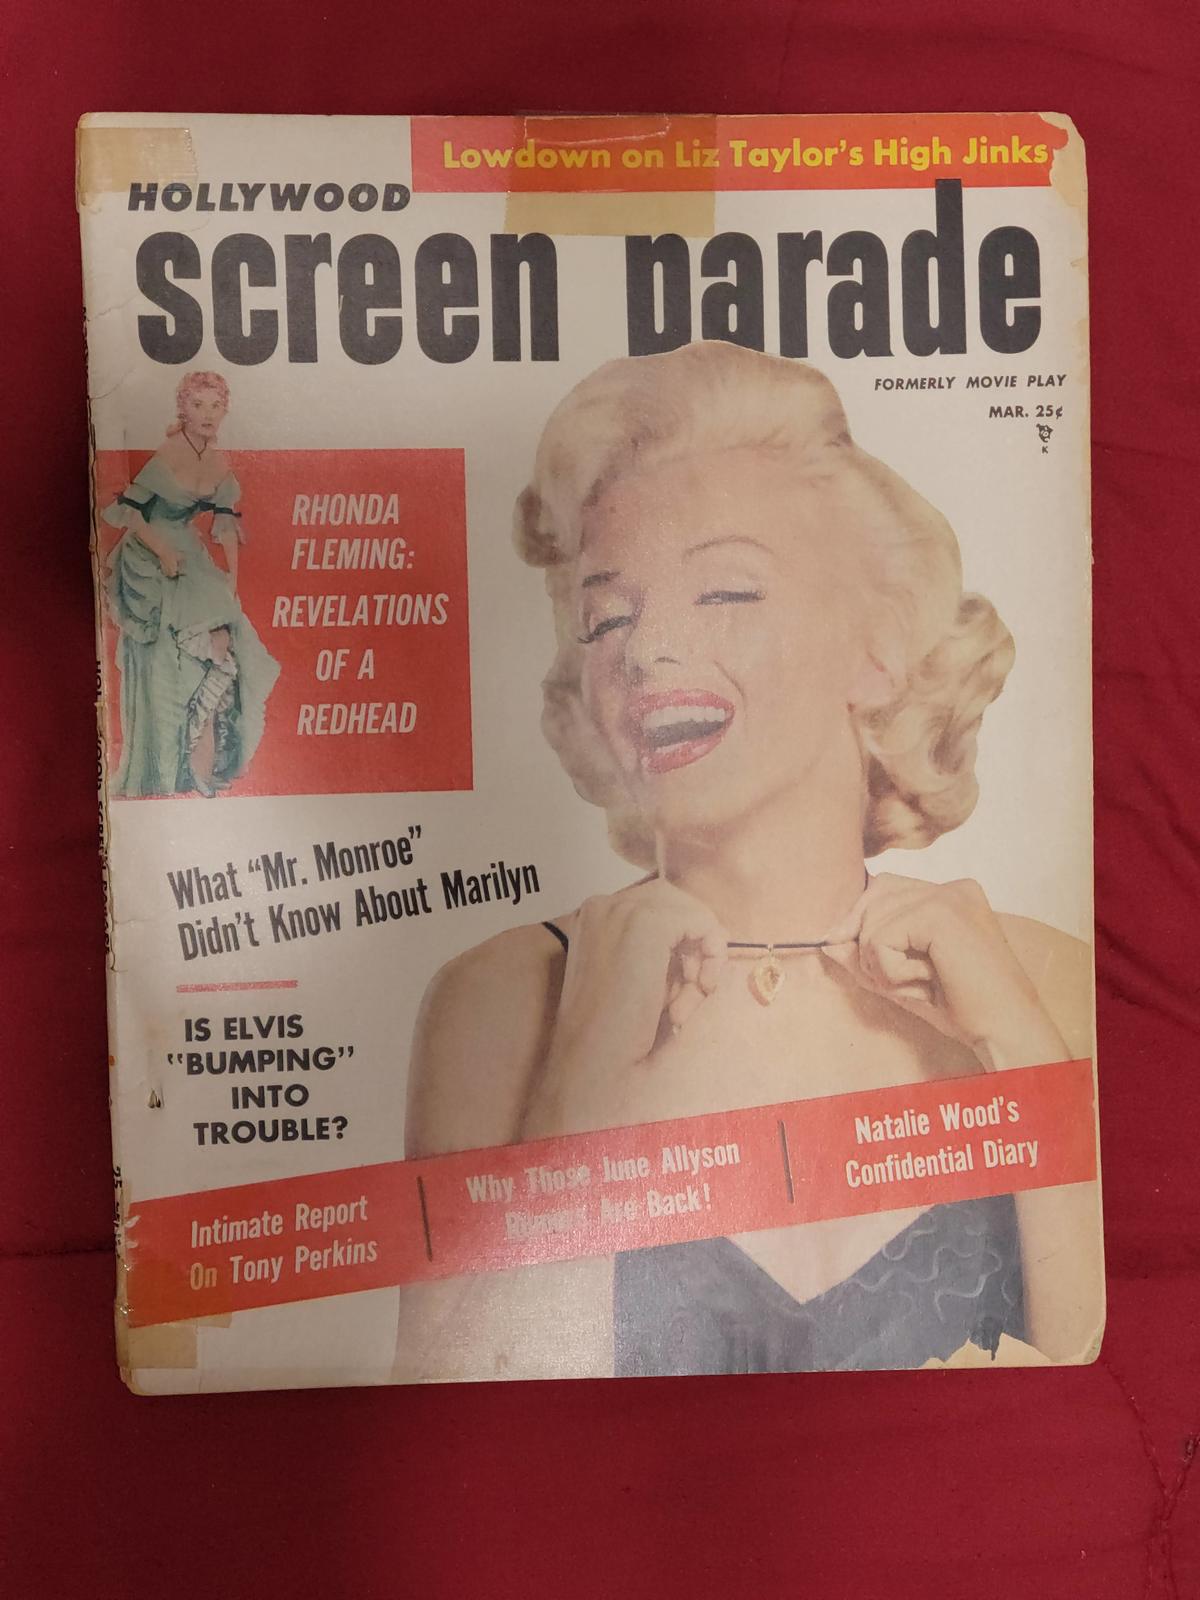 Lowdown on Liz Taylor's High Jinks
HOLLYWOOD
screen parade
FORMERLY MOVIE PLAY
MAR. 25¢
K
RHONDA
FLEMING:
REVELATIONS
OF A
REDHEAD
What "Mr. Monroe"
Didn't Know About Marilyn
IS ELVIS
"BUMPING"
INTO
TROUBLE?
Intimate Report
On Tony Perkins
Why Those June Allyson
Rumors Are Back!
Natalie Wood's
Confidential Diary